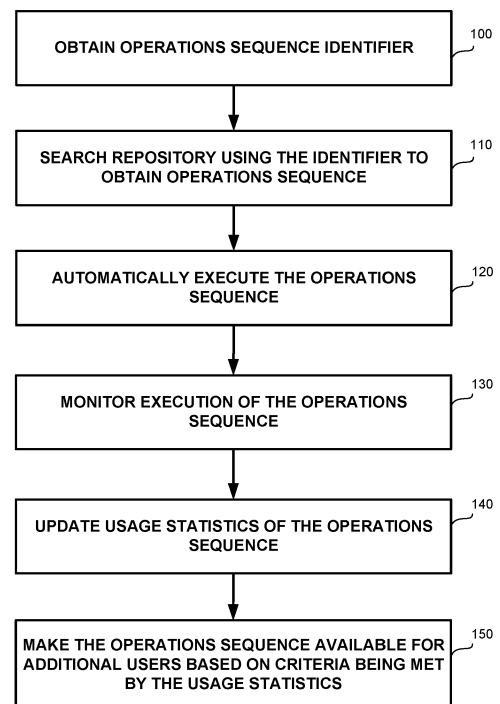 OBTAIN OPERATIONS SEQUENCE IDENTIFIER
100
SEARCH REPOSITORY USING THE IDENTIFIER TO
OBTAIN OPERATIONS SEQUENCE
110
AUTOMATICALLY EXECUTE THE OPERATIONS
SEQUENCE
120
MONITOR EXECUTION OF THE OPERATIONS
SEQUENCE
130
UPDATE USAGE STATISTICS OF THE OPERATIONS
SEQUENCE
140
MAKE THE OPERATIONS SEQUENCE AVAILABLE FOR
ADDITIONAL USERS BASED ON CRITERIA BEING MET
BY THE USAGE STATISTICS
150